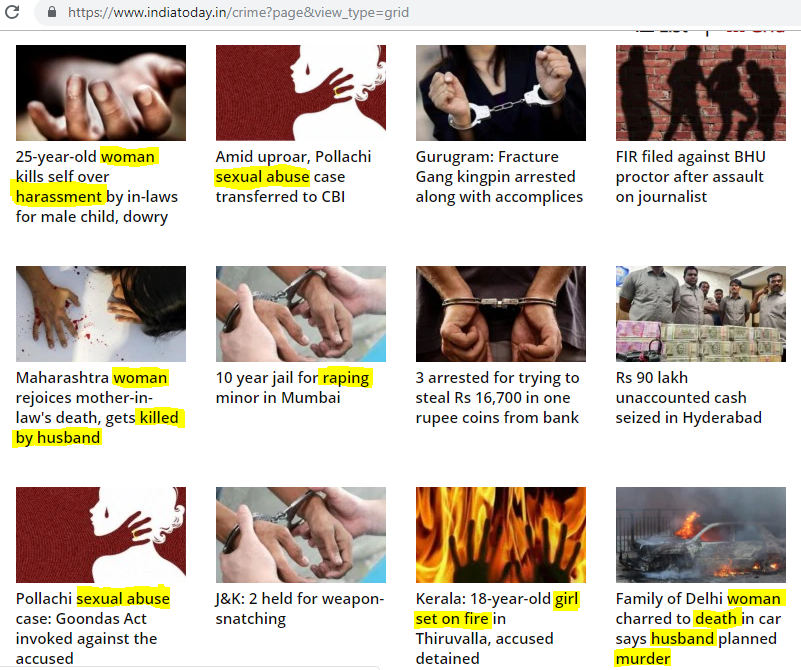 https://www.indiatoday.in/crime?page&view_type=grid
25-year-old woman
kills self over
harassment by in-laws
for male child, dowry
Amid uproar, Pollachi
sexual abuse case
transferred to CBI
Gurugram: Fracture
Gang kingpin arrested
along with accomplices
FIR filed against BHU
proctor after assault
on journalist
Maharashtra woman
rejoices mother-in-
law's death, gets killed
by husband
10 year jail for raping
minor in Mumbai
3 arrested for trying to
steal Rs 16,700 in one
rupee coins from bank
Rs 90 lakh
unaccounted cash
seized in Hyderabad
Pollachi sexual abuse
case: Goondas Act
invoked against the
accused
J&K: 2 held for weapon-
snatching
Kerala: 18-year-old girl
set on fire in
Thiruvalla, accused
detained
Family of Delhi woman
charred to death in car
says husband planned
murder